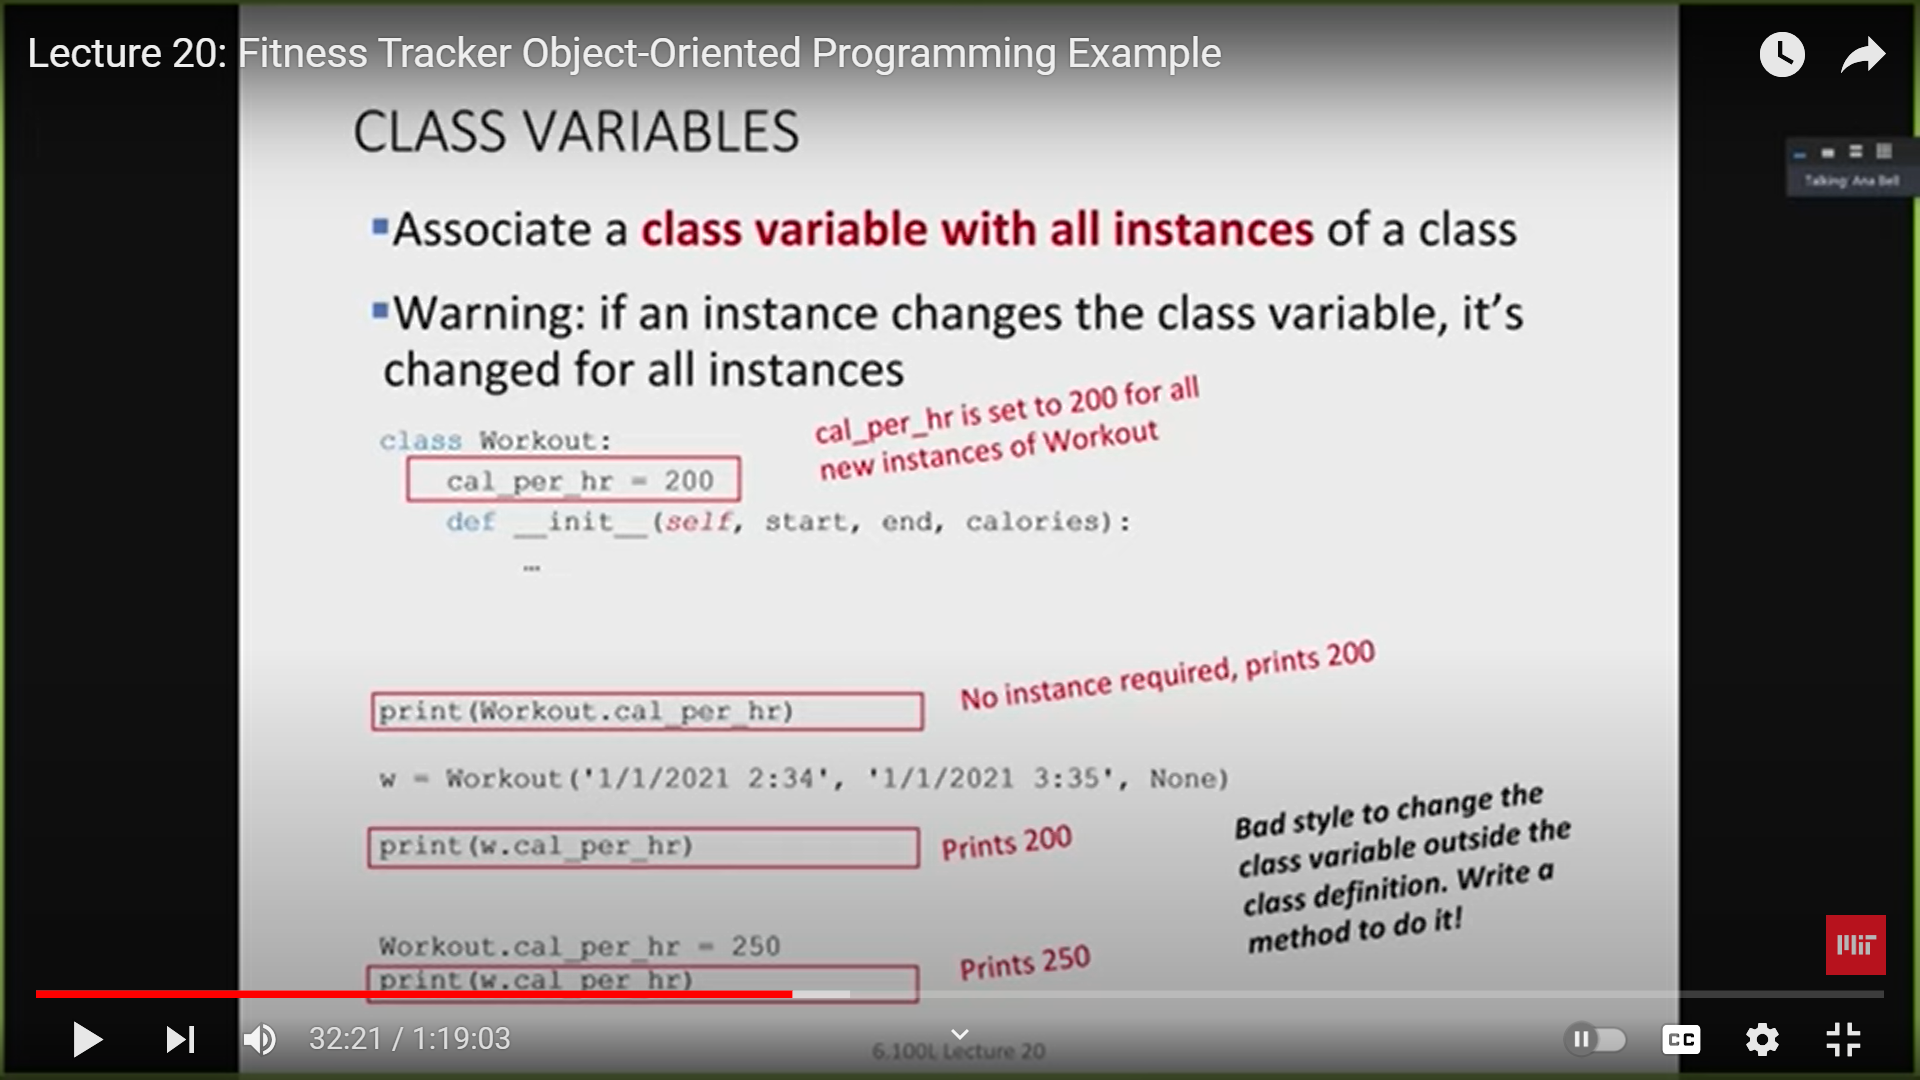 Lecture 20: Fitness Tracker Object-Oriented Programming Example
CLASS VARIABLES
Talking: Ana Bell
▪Associate a class variable with all instances of a class
▪Warning: if an instance changes the class variable, it's
changed for all instances
cal_per_hr is set to 200 for all
new instances of Workout
class Workout:
cal_per_hr = 200
def __init__(self, start, end, calories):
…
No instance required, prints 200
print(Workout.cal_per_hr)
w = Workout('1/1/2021 2:34', '1/1/2021 3:35', None)
print(w.cal_per_hr)
Prints 200
Bad style to change the
class variable outside the
class definition. Write a
method to do it!
Workout.cal_per_hr = 250
print(w.cal_per_hr)
Prints 250
MIT
32:21 / 1:19:03
CC
6.100L Lecture 20